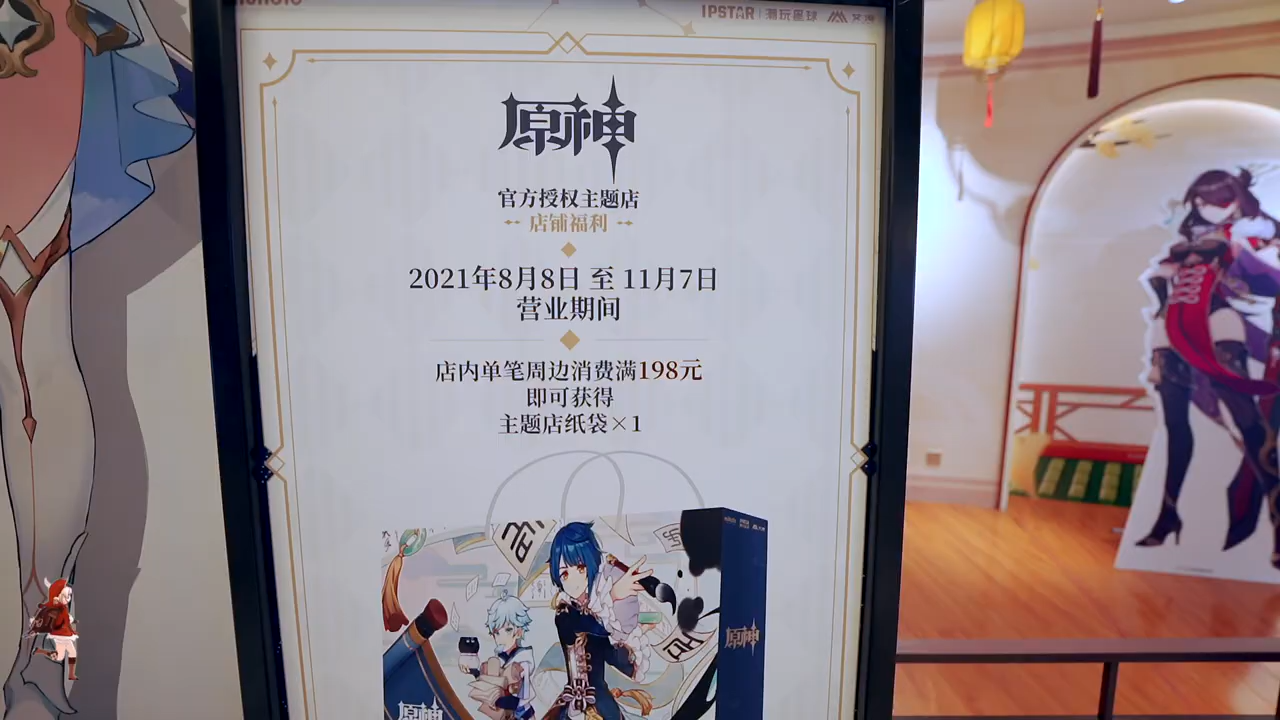 IPSTAR 潮玩星球
原神
官方授权主题店
店铺福利
2021年8月8日 至 11月7日
营业期间
店内单笔周边消费满198元
即可获得
主题店纸袋×1
原神
原神